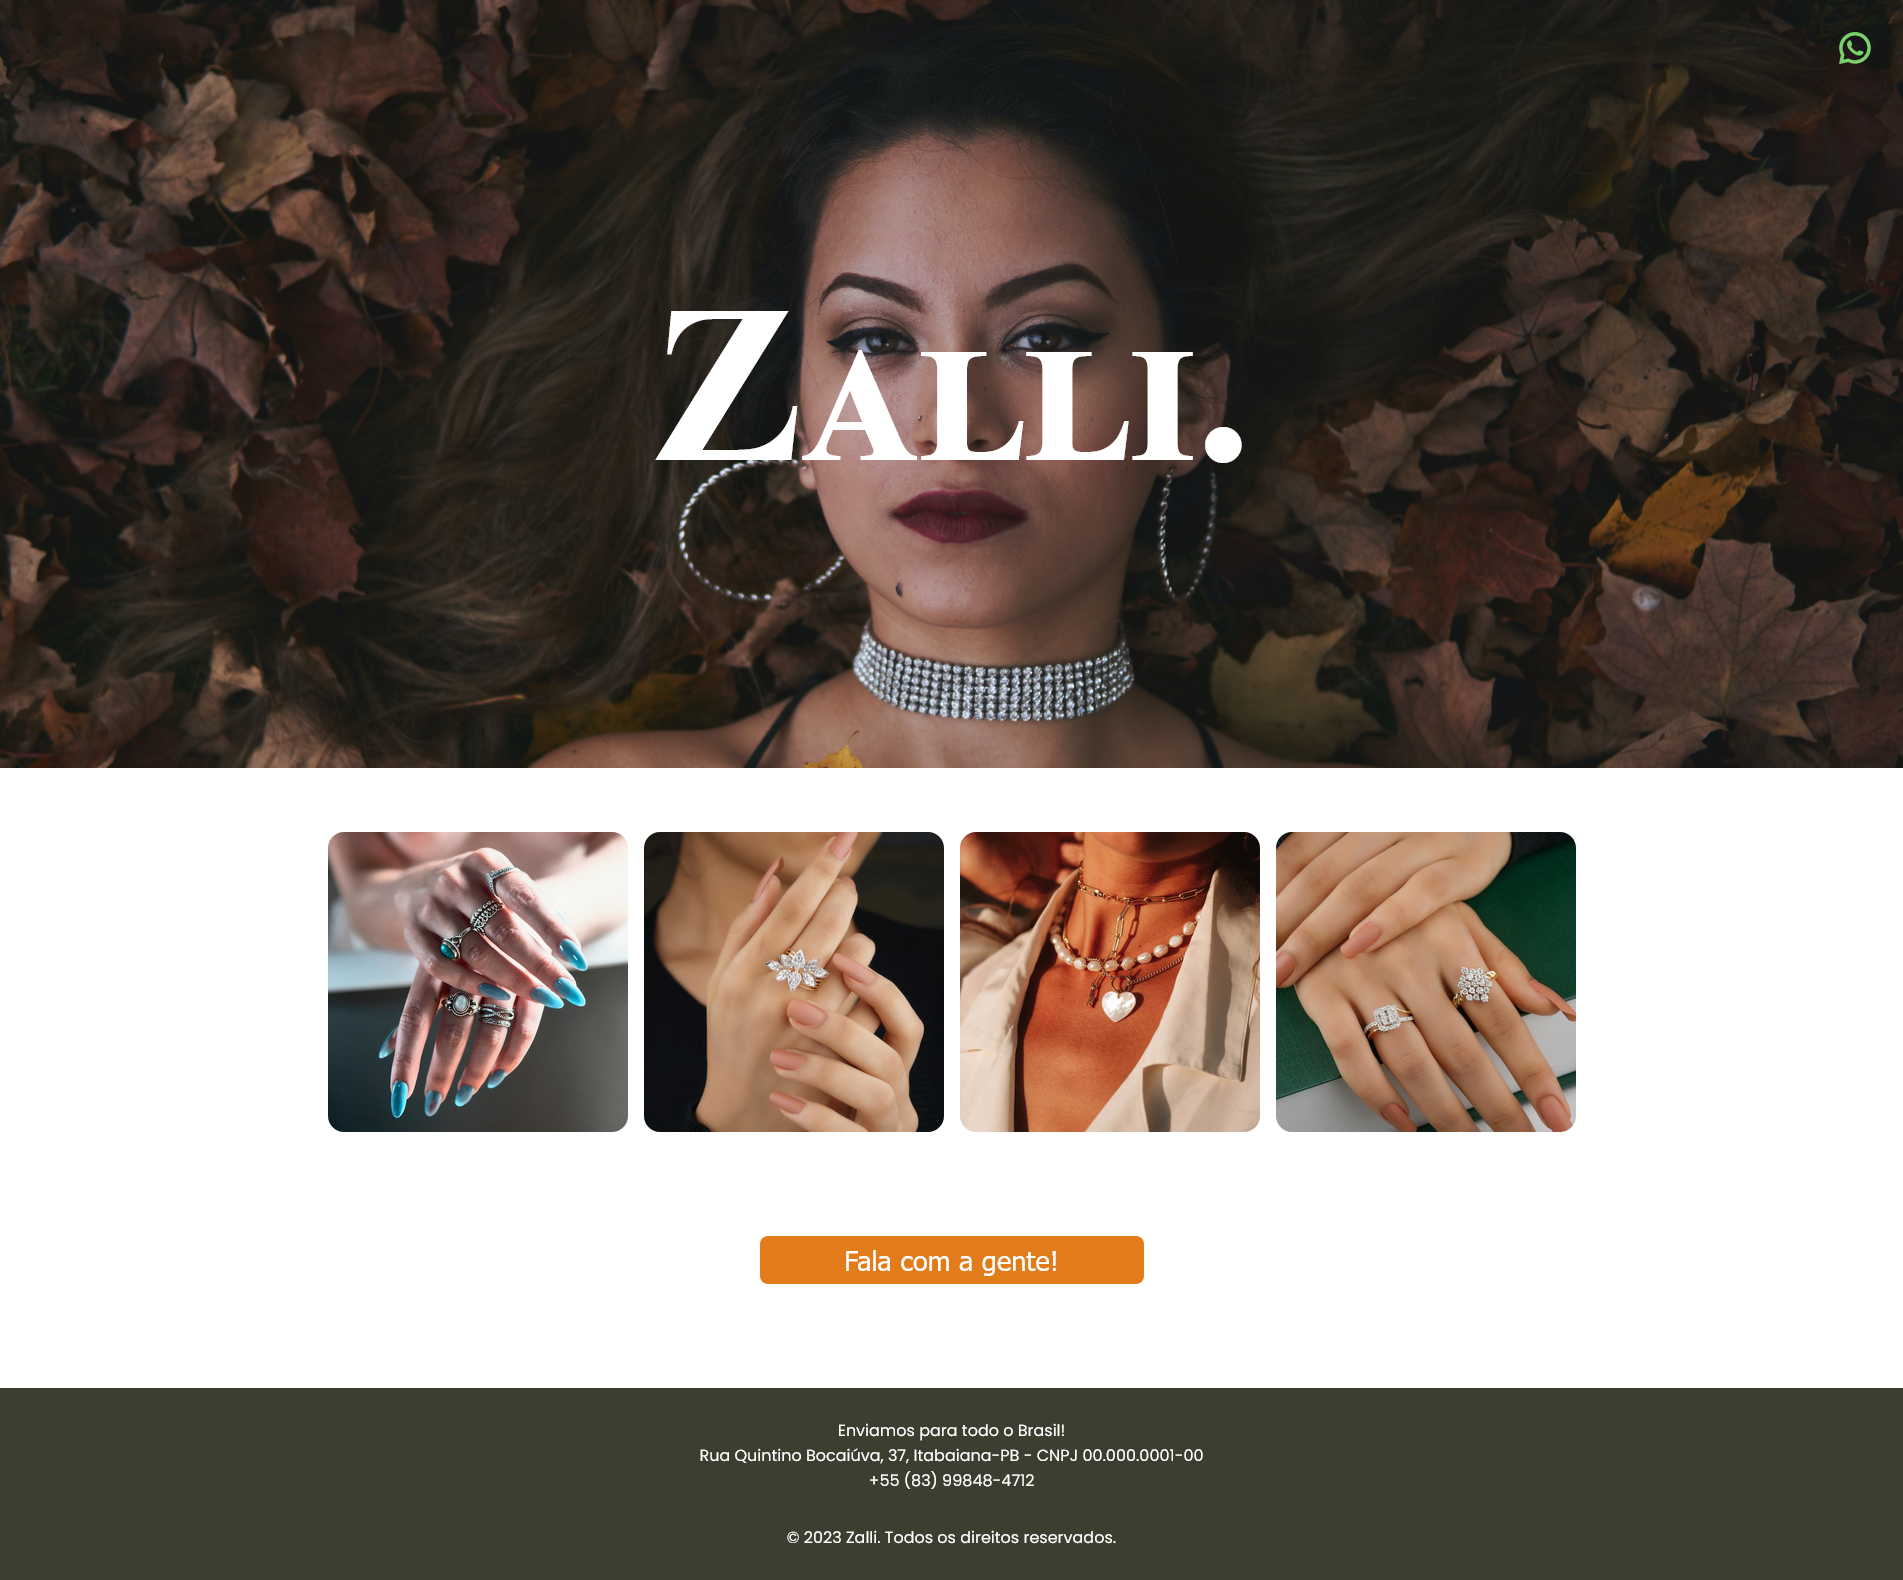 Zalli.
Fala com a gente!
Enviamos para todo o Brasil!
Rua Quintino Bocaiúva, 37, Itabaiana-PB - CNPJ 00.000.0001-00
+55 (83) 99848-4712
© 2023 Zalli. Todos os direitos reservados.